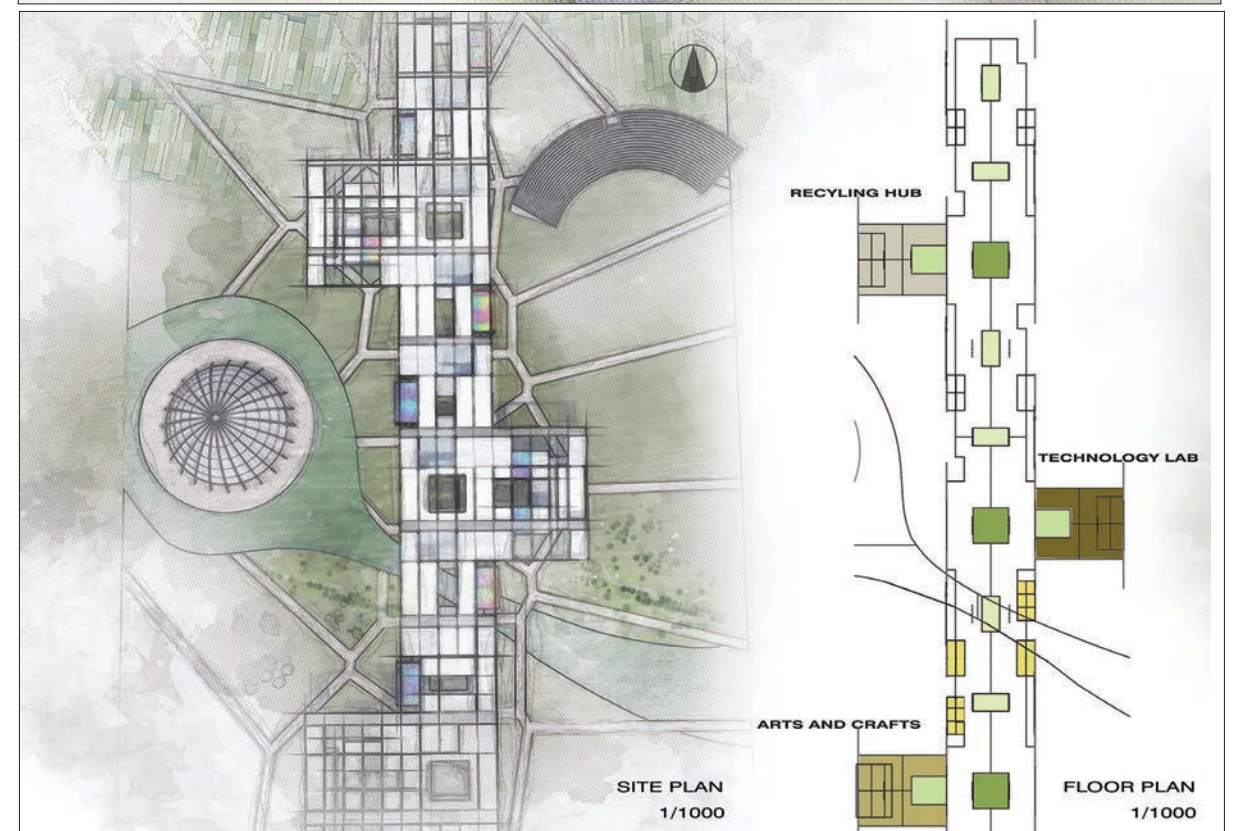 RECYLING HUB
TECHNOLOGY LAB
ARTS AND CRAFTS
SITE PLAN
1/1000
FLOOR PLAN
1/1000